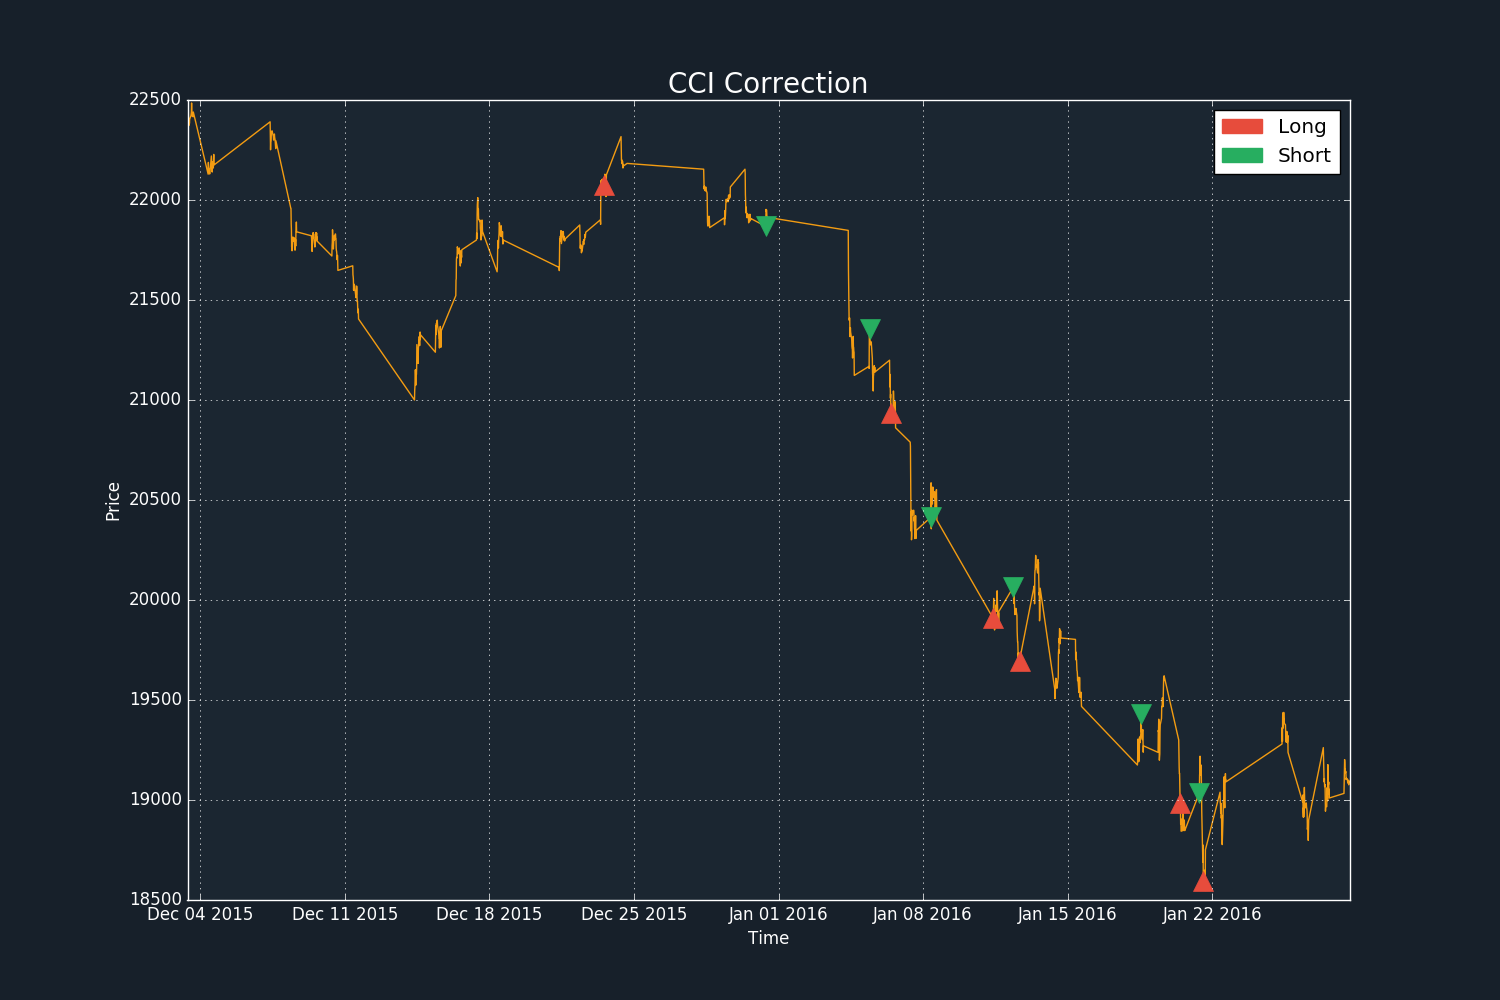 CCI Correction
Long
Short
22500
22000
21500
21000
20500
20000
19500
19000
18500
Price
Dec 04 2015
Dec 11 2015
Dec 18 2015
Dec 25 2015
Jan 01 2016
Jan 08 2016
Jan 15 2016
Jan 22 2016
Time